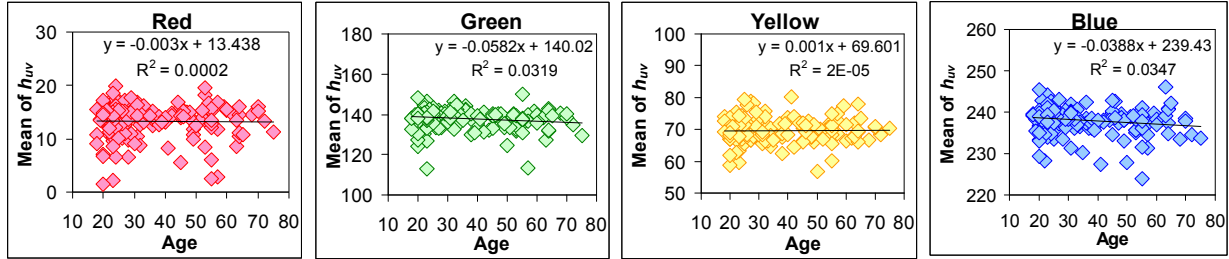 Red
y = -0.003x + 13.438
R² = 0.0002
30
20
10
0
Mean of h_uv
10 20 30 40 50 60 70 80
Age
Green
y = -0.0582x + 140.02
R² = 0.0319
180
160
140
120
100
Mean of h_uv
10 20 30 40 50 60 70 80
Age
Yellow
y = 0.001x + 69.601
R² = 2E-05
100
90
80
70
60
50
Mean of h_uv
10 20 30 40 50 60 70 80
Age
Blue
y = -0.0388x + 239.43
R² = 0.0347
260
250
240
230
220
Mean of h_uv
10 20 30 40 50 60 70 80
Age